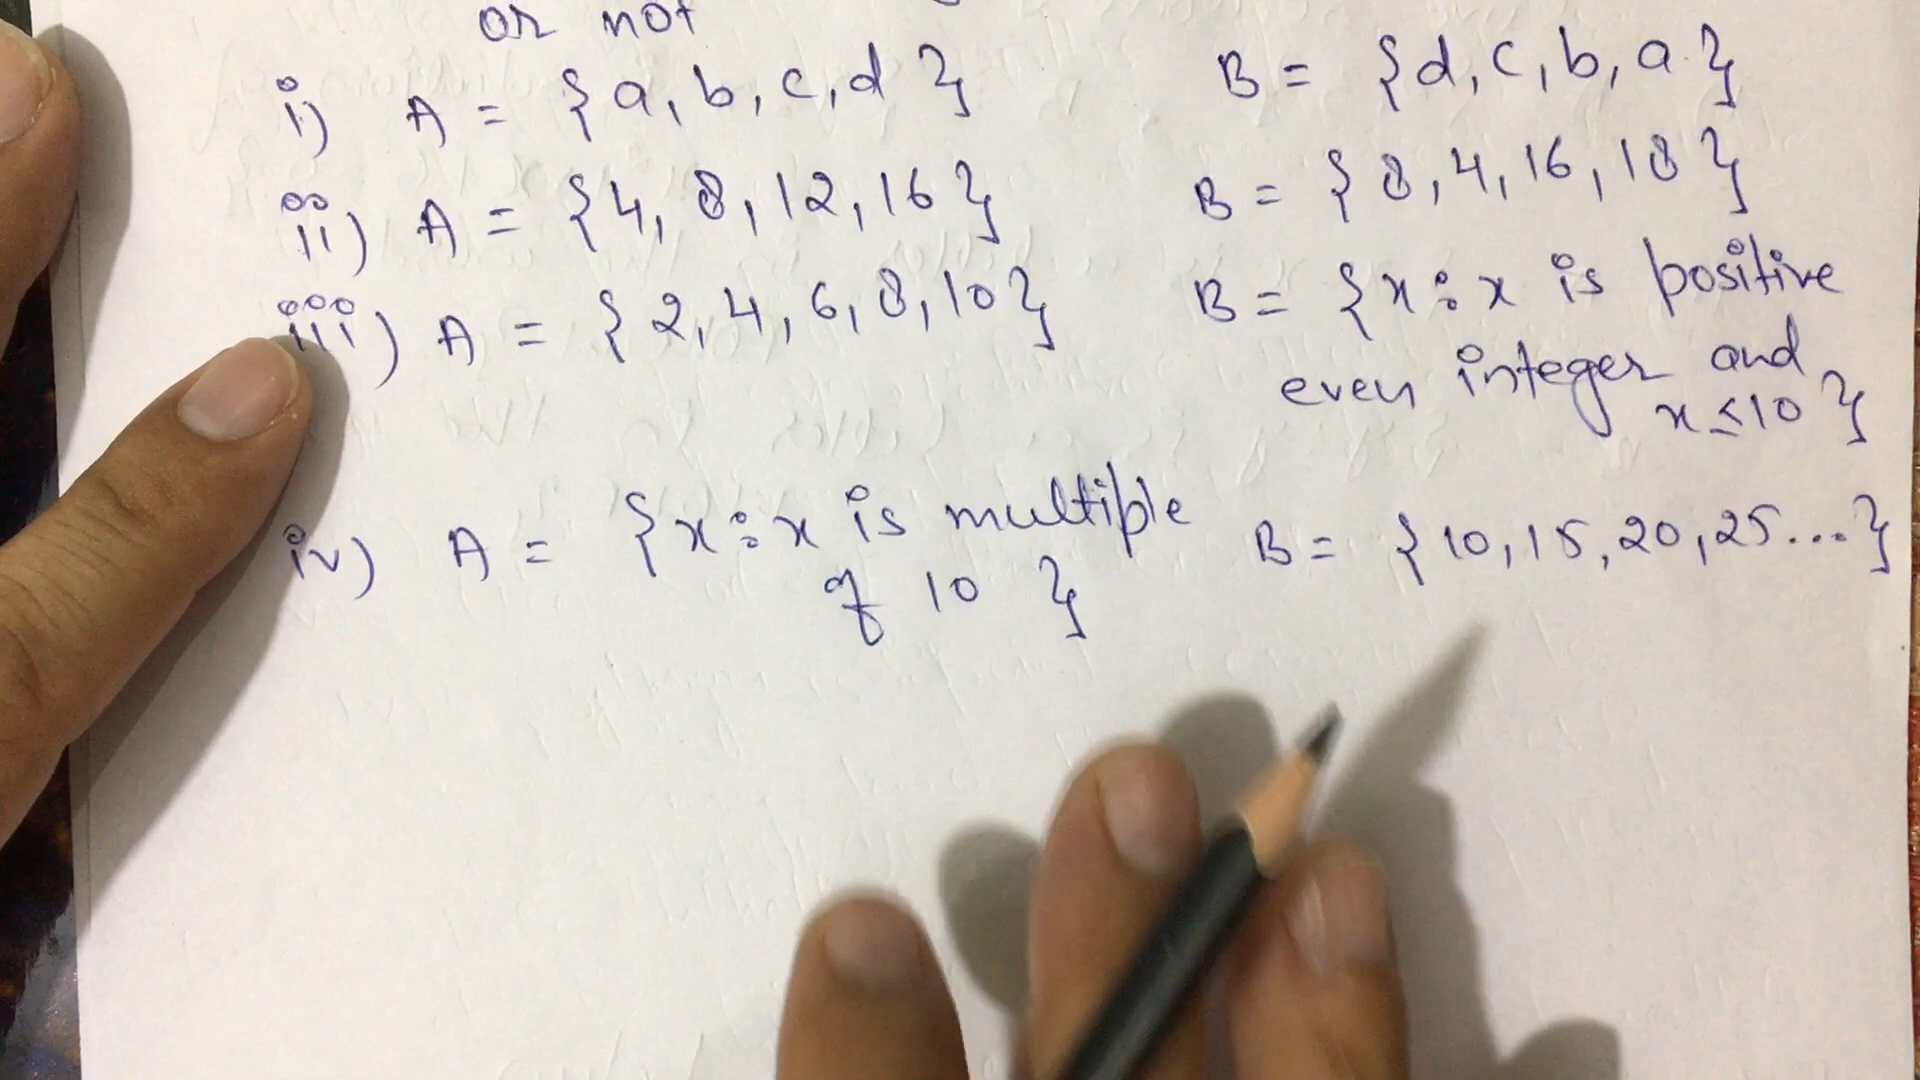 or not
i) A = {a, b, c, d} B = {d, c, b, a}
ii) A = {4, 8, 12, 16} B = {8, 4, 16, 18}
iii) A = {2, 4, 6, 8, 10} B = {x : x is positive
even integer and
x ≤ 10}
iv) A = {x : x is multiple B = {10, 15, 20, 25...}
of 10}